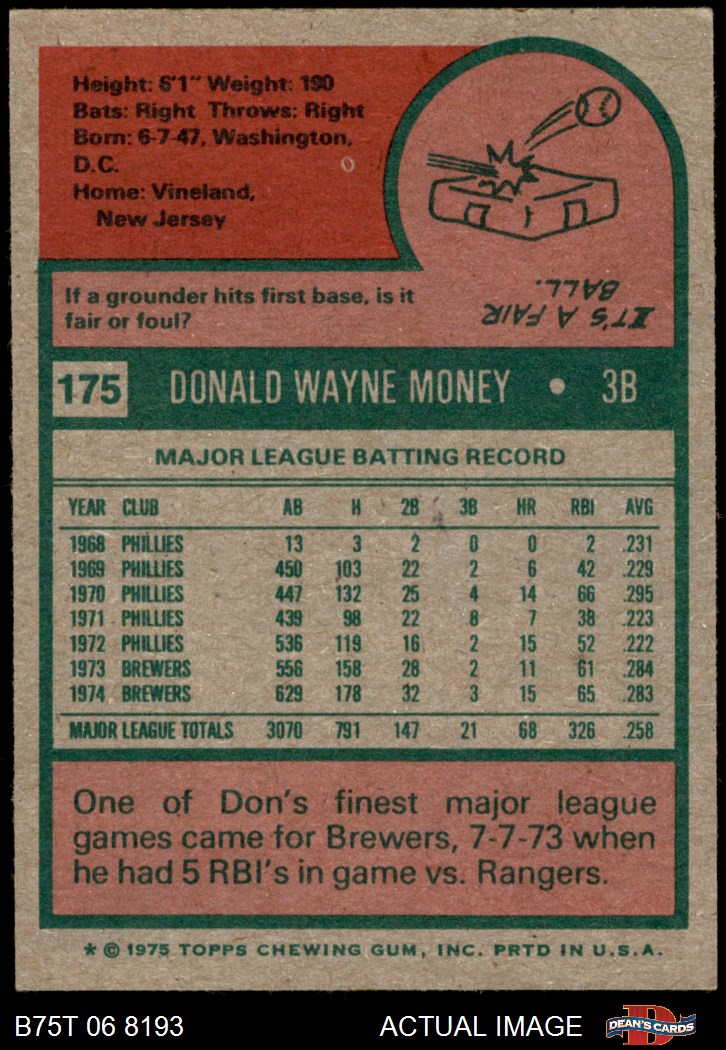 Height: 6'1" Weight: 190
Bats: Right Throws: Right
Born: 6-7-47, Washington,
D.C.
Home: Vineland,
New Jersey
If a grounder hits first base, is it
fair or foul?
IT'S A FAIR
BALL.
175 DONALD WAYNE MONEY • 3B
MAJOR LEAGUE BATTING RECORD
YEAR CLUB AB H 2B 3B HR RBI AVG
1968 PHILLIES 13 3 2 0 0 2 .231
1969 PHILLIES 450 103 22 2 6 42 .229
1970 PHILLIES 447 132 25 4 14 66 .295
1971 PHILLIES 439 98 22 8 7 38 .223
1972 PHILLIES 536 119 16 2 15 52 .222
1973 BREWERS 556 158 28 2 11 61 .284
1974 BREWERS 629 178 32 3 15 65 .283
MAJOR LEAGUE TOTALS 3070 791 147 21 68 326 .258
One of Don's finest major league
games came for Brewers, 7-7-73 when
he had 5 RBI's in game vs. Rangers.
* © 1975 TOPPS CHEWING GUM, INC. PRTD IN U.S.A.
B75T 06 8193 ACTUAL IMAGE D DEAN'S CARDS